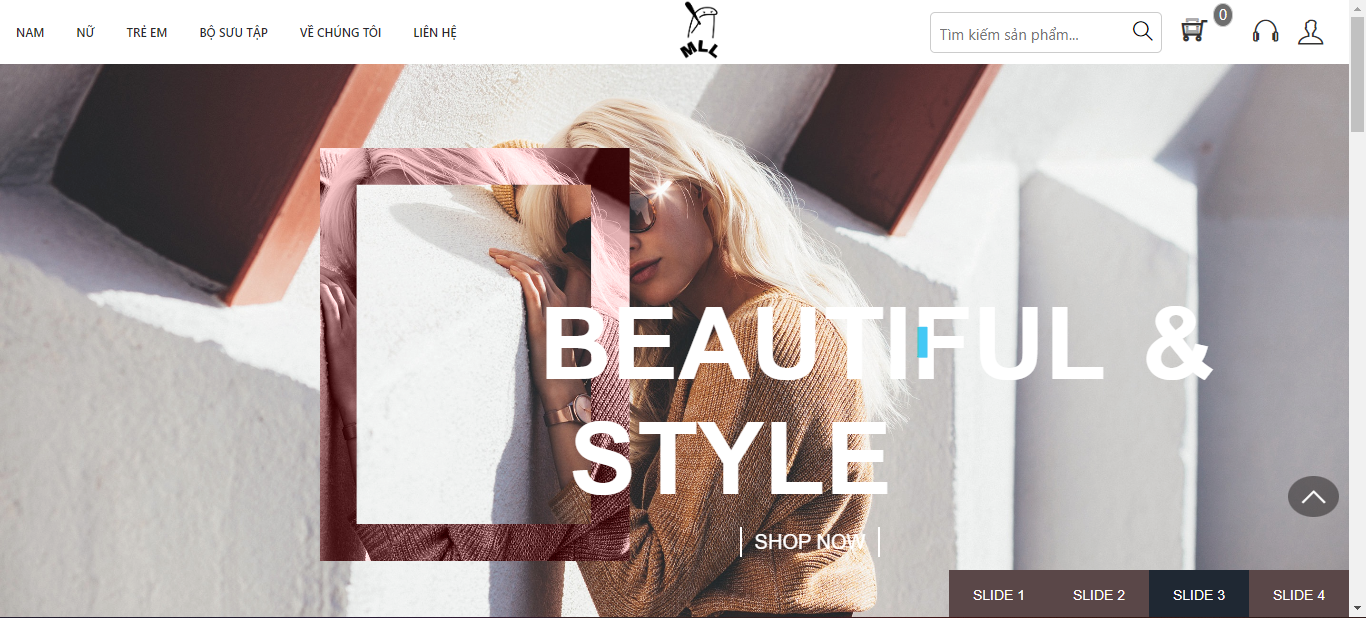 NAM NỮ TRẺ EM BỘ SƯU TẬP VỀ CHÚNG TÔI LIÊN HỆ
MLL
Tìm kiếm sản phẩm...
0
BEAUTIFUL &
STYLE
SHOP NOW
SLIDE 1 SLIDE 2 SLIDE 3 SLIDE 4